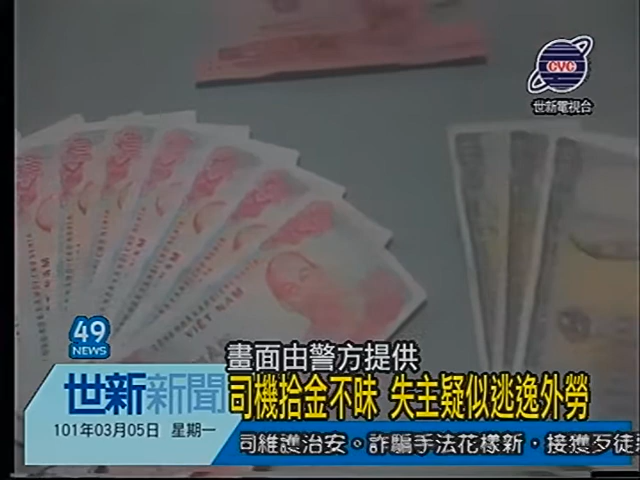 CVC
世新電視台
VIỆT NAM
49
NEWS
畫面由警方提供
世新新聞
司機拾金不昧 失主疑似逃逸外勞
101年03月05日 星期一
司維護治安。詐騙手法花樣新，接獲歹徒